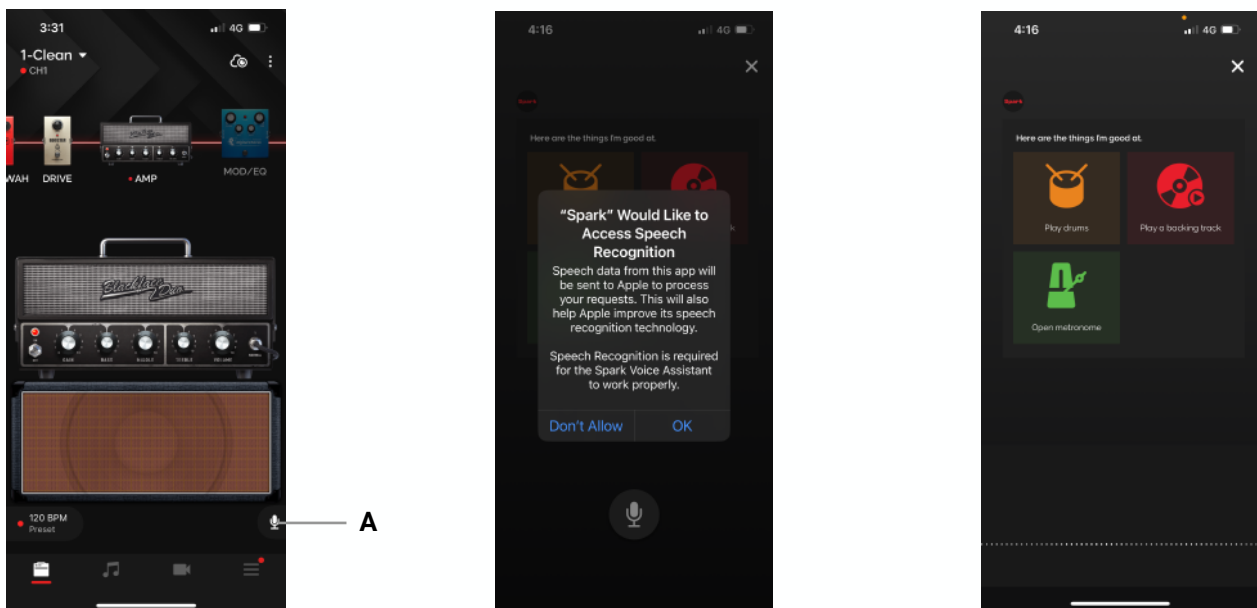 3:31
4G
1-Clean
CH1
WAH
DRIVE
AMP
MOD/EQ
120 BPM
Preset
A
4:16
4G
Spark
Here are the things I'm good at.
"Spark" Would Like to
Access Speech
Recognition
Speech data from this app will
be sent to Apple to process
your requests. This will also
help Apple improve its speech
recognition technology.
Speech Recognition is required
for the Spark Voice Assistant
to work properly.
Don't Allow
OK
4:16
4G
Spark
Here are the things I'm good at.
Play drums
Play a backing track
Open metronome